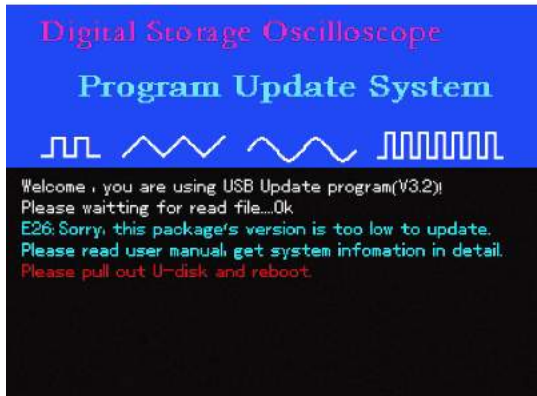 Digital Storage Oscilloscope
Program Update System
Welcome , you are using USB Update program(V3.2)!
Please waitting for read file....Ok
E26: Sorry, this package's version is too low to update.
Please read user manual, get system infomation in detail.
Please pull out U-disk and reboot.